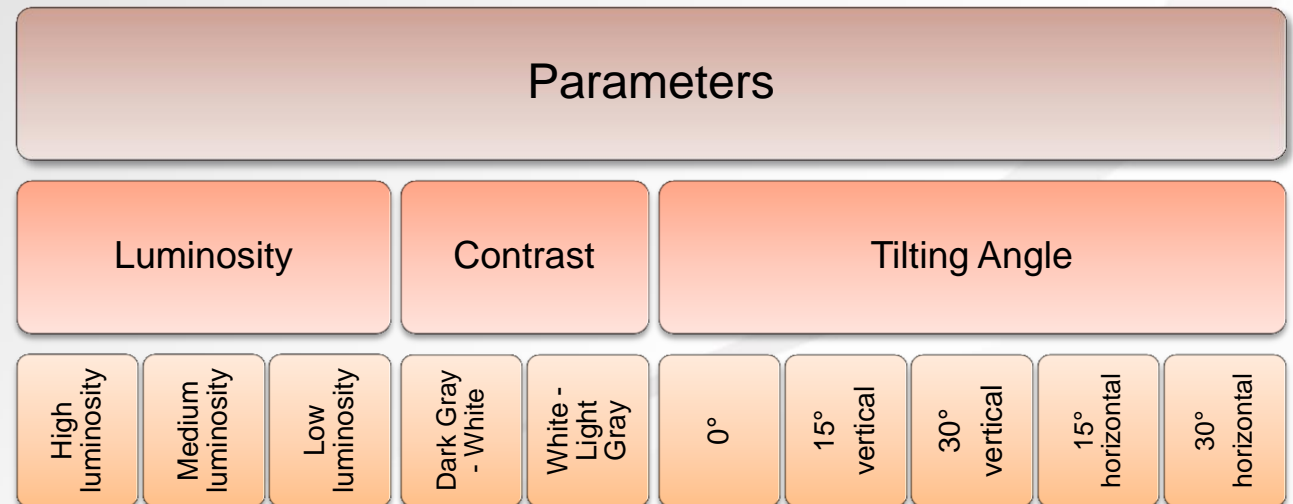 Parameters
Luminosity
Contrast
Tilting Angle
High
luminosity
Medium
luminosity
Low
luminosity
Dark Gray
- White
White -
Light
Gray
0°
15°
vertical
30°
vertical
15°
horizontal
30°
horizontal